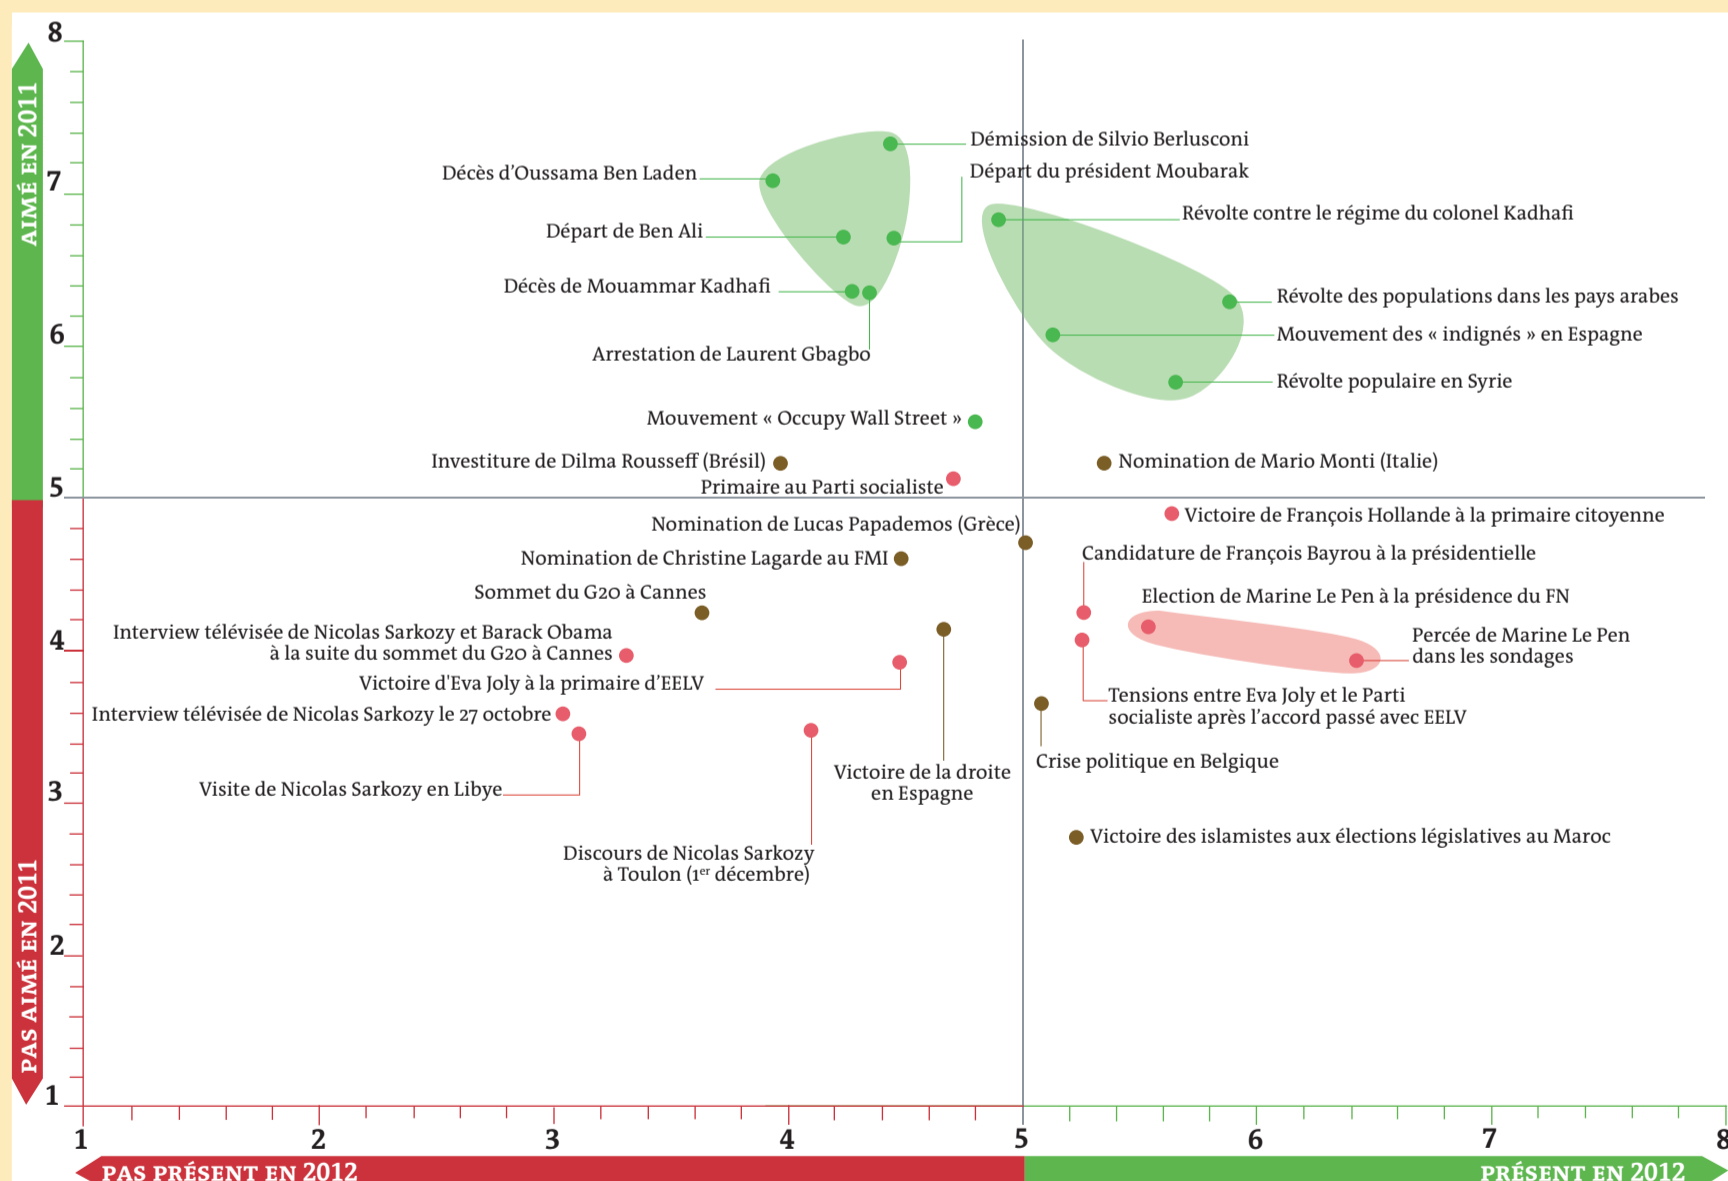 8
AIMÉ EN 2011
Démission de Silvio Berlusconi
Décès d’Oussama Ben Laden
Départ du président Moubarak
7
Révolte contre le régime du colonel Kadhafi
Départ de Ben Ali
Décès de Mouammar Kadhafi
Révolte des populations dans les pays arabes
6
Mouvement des « indignés » en Espagne
Arrestation de Laurent Gbagbo
Révolte populaire en Syrie
Mouvement « Occupy Wall Street »
Investiture de Dilma Rousseff (Brésil)
Nomination de Mario Monti (Italie)
5
Primaire au Parti socialiste
Victoire de François Hollande à la primaire citoyenne
Nomination de Lucas Papademos (Grèce)
Candidature de François Bayrou à la présidentielle
Nomination de Christine Lagarde au FMI
Sommet du G20 à Cannes
Election de Marine Le Pen à la présidence du FN
Interview télévisée de Nicolas Sarkozy et Barack Obama
à la suite du sommet du G20 à Cannes
4
Percée de Marine Le Pen
dans les sondages
Victoire d'Eva Joly à la primaire d’EELV
Tensions entre Eva Joly et le Parti
socialiste après l’accord passé avec EELV
Interview télévisée de Nicolas Sarkozy le 27 octobre
Crise politique en Belgique
Victoire de la droite
en Espagne
3
Visite de Nicolas Sarkozy en Libye
Victoire des islamistes aux élections législatives au Maroc
Discours de Nicolas Sarkozy
à Toulon (1er décembre)
2
PAS AIMÉ EN 2011
1
1 2 3 4 5 6 7 8
PAS PRÉSENT EN 2012
PRÉSENT EN 2012